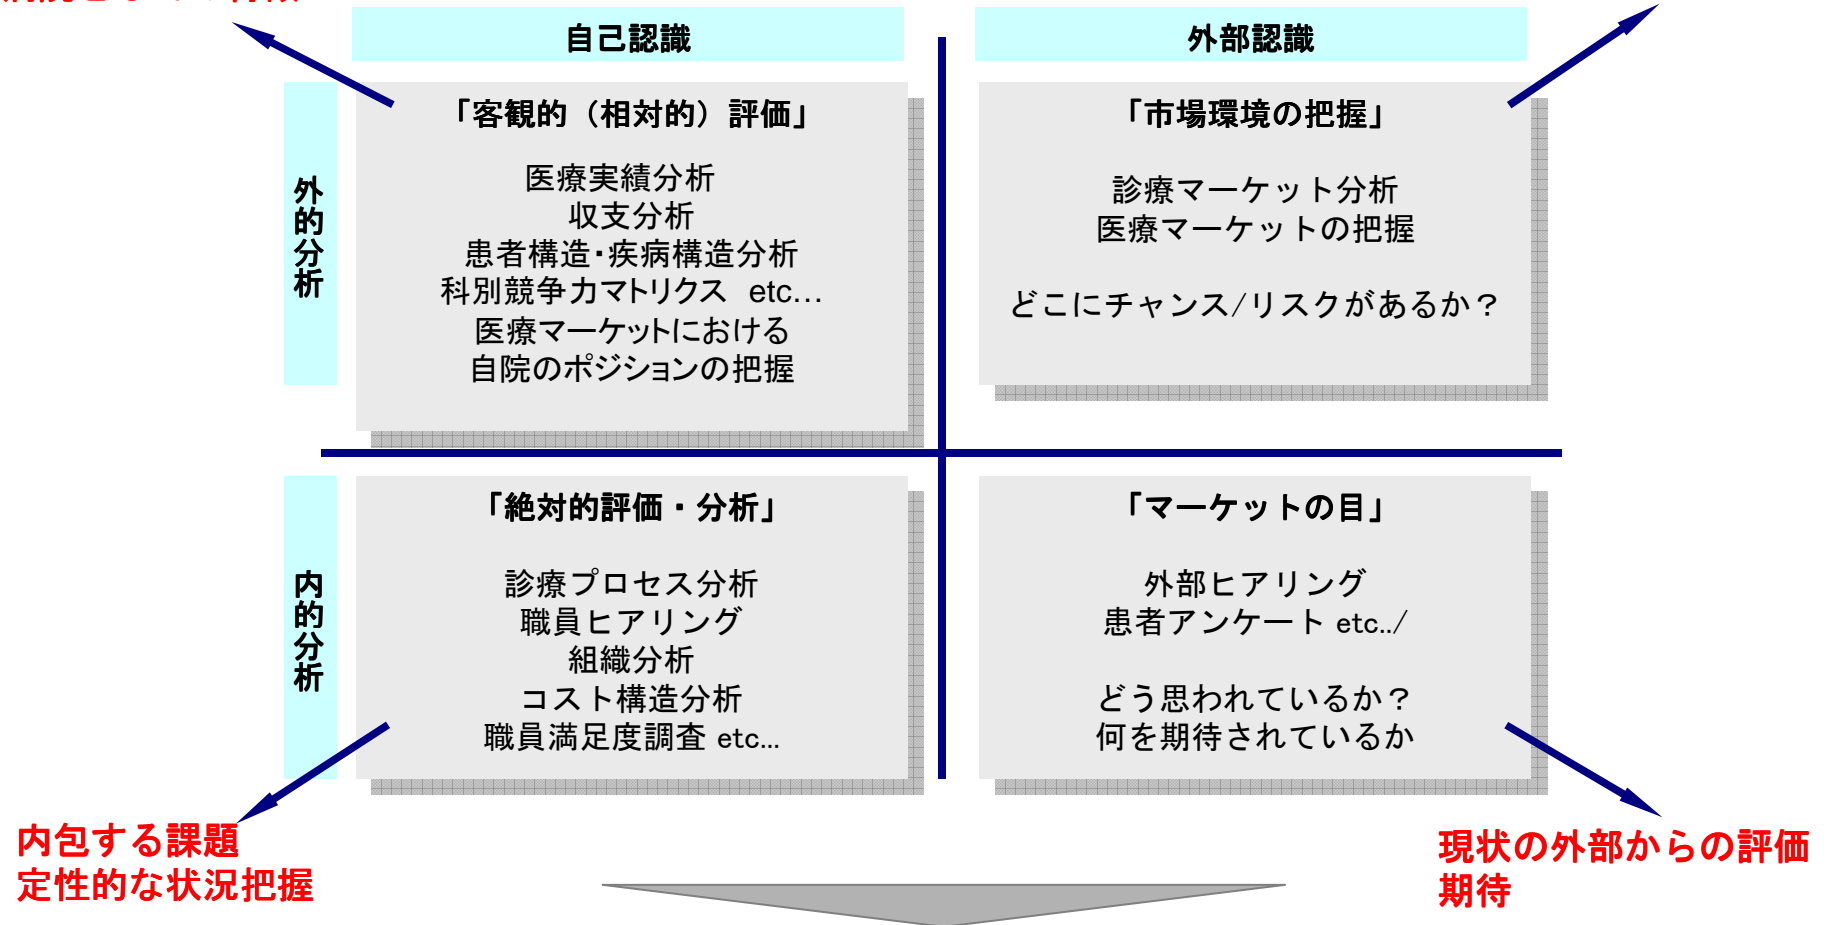 自己認識
外部認識
外的分析
「客観的（相対的）評価」
医療実績分析
収支分析
患者構造・疾病構造分析
科別競争力マトリクス etc…
医療マーケットにおける
自院のポジションの把握
「市場環境の把握」
診療マーケット分析
医療マーケットの把握
どこにチャンス/リスクがあるか？
内的分析
「絶対的評価・分析」
診療プロセス分析
職員ヒアリング
組織分析
コスト構造分析
職員満足度調査 etc...
「マーケットの目」
外部ヒアリング
患者アンケート etc../
どう思われているか？
何を期待されているか
内包する課題
定性的な状況把握
現状の外部からの評価
期待